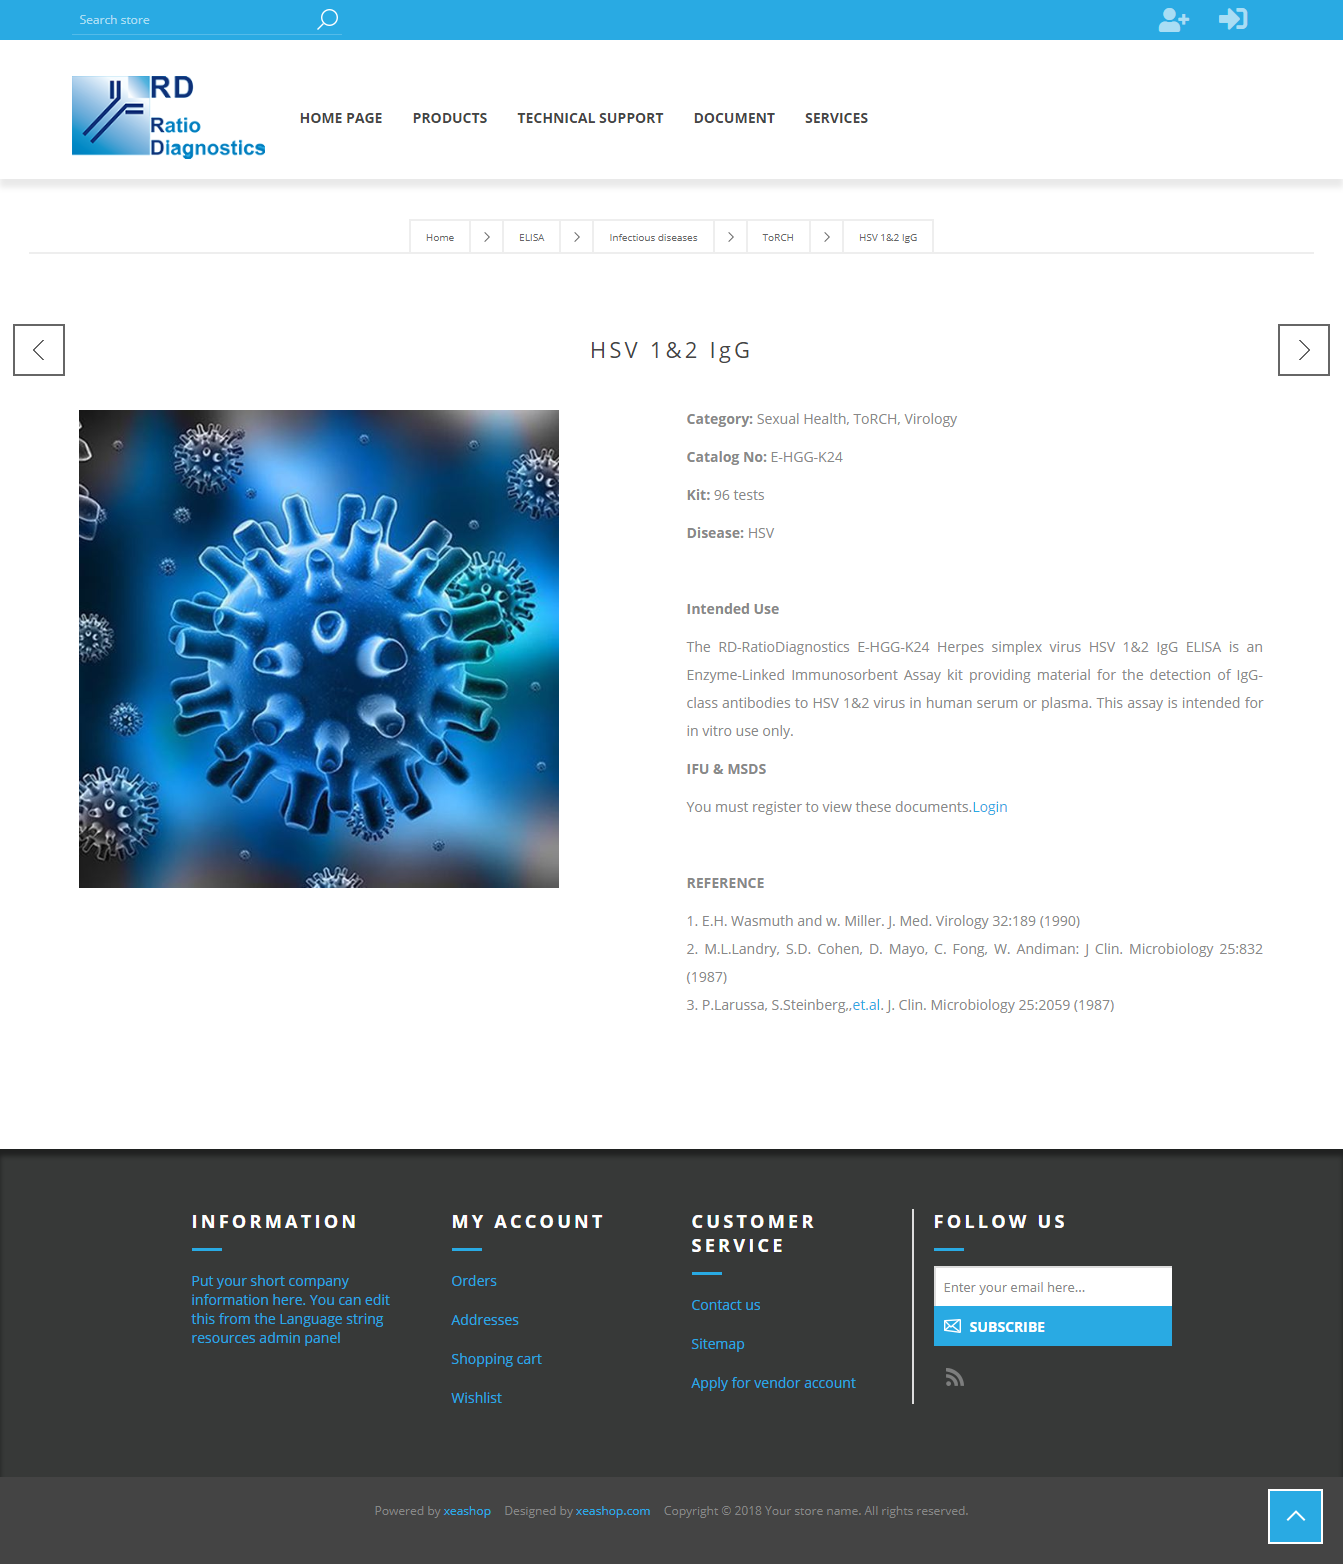 Search store
RD
Ratio
Diagnostics
HOME PAGE PRODUCTS TECHNICAL SUPPORT DOCUMENT SERVICES
Home ELISA Infectious diseases ToRCH HSV 1&2 IgG
HSV 1&2 IgG
Category: Sexual Health, ToRCH, Virology
Catalog No: E-HGG-K24
Kit: 96 tests
Disease: HSV
Intended Use
The RD-RatioDiagnostics E-HGG-K24 Herpes simplex virus HSV 1&2 IgG ELISA is an
Enzyme-Linked Immunosorbent Assay kit providing material for the detection of IgG-
class antibodies to HSV 1&2 virus in human serum or plasma. This assay is intended for
in vitro use only.
IFU & MSDS
You must register to view these documents.Login
REFERENCE
1. E.H. Wasmuth and w. Miller. J. Med. Virology 32:189 (1990)
2. M.L.Landry, S.D. Cohen, D. Mayo, C. Fong, W. Andiman: J Clin. Microbiology 25:832
(1987)
3. P.Larussa, S.Steinberg,,et.al. J. Clin. Microbiology 25:2059 (1987)
INFORMATION
Put your short company
information here. You can edit
this from the Language string
resources admin panel
MY ACCOUNT
Orders
Addresses
Shopping cart
Wishlist
CUSTOMER
SERVICE
Contact us
Sitemap
Apply for vendor account
FOLLOW US
Enter your email here...
SUBSCRIBE
Powered by xeashop Designed by xeashop.com Copyright © 2018 Your store name. All rights reserved.